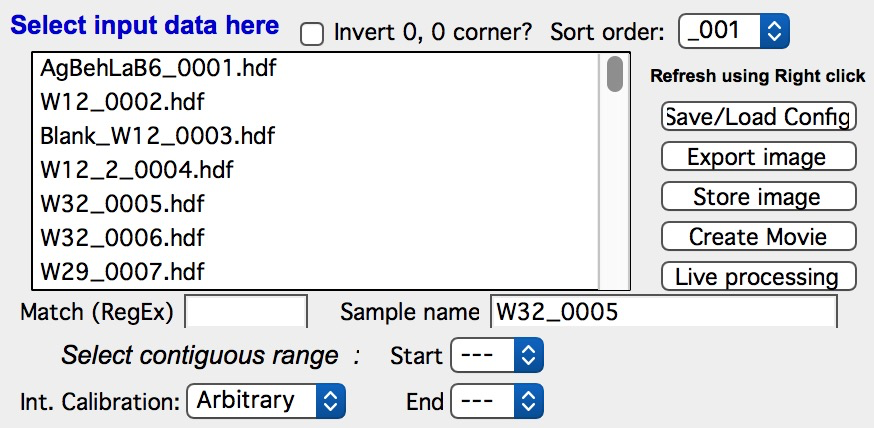 Select input data here
Invert 0, 0 corner? Sort order: _001
AgBehLaB6_0001.hdf
W12_0002.hdf
Blank_W12_0003.hdf
W12_2_0004.hdf
W32_0005.hdf
W32_0006.hdf
W29_0007.hdf
Refresh using Right click
Save/Load Config
Export image
Store image
Create Movie
Live processing
Match (RegEx)
Sample name W32_0005
Select contiguous range :
Start ---
Int. Calibration: Arbitrary
End ---